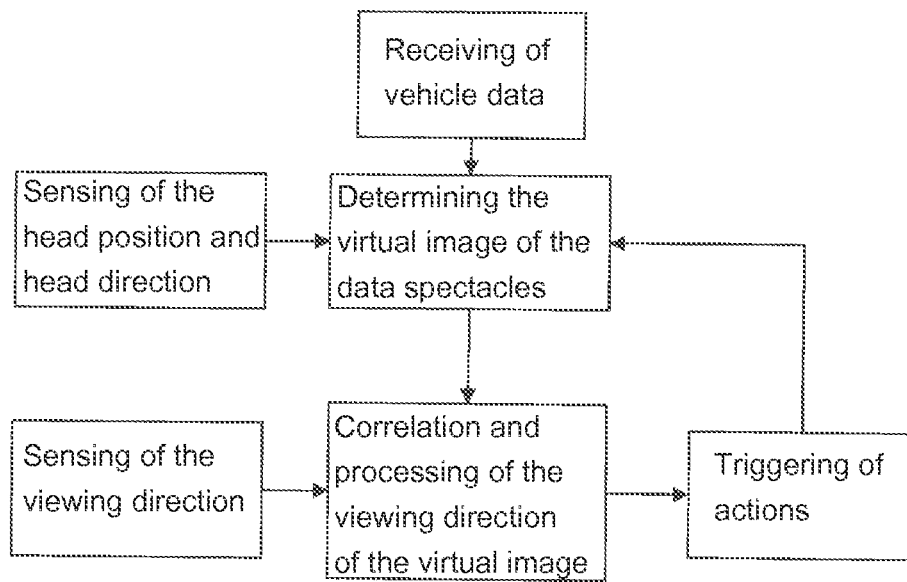 Receiving of
vehicle data
Sensing of the
head position and
head direction
Determining the
virtual image of the
data spectacles
Sensing of the
viewing direction
Correlation and
processing of the
viewing direction
of the virtual image
Triggering of
actions